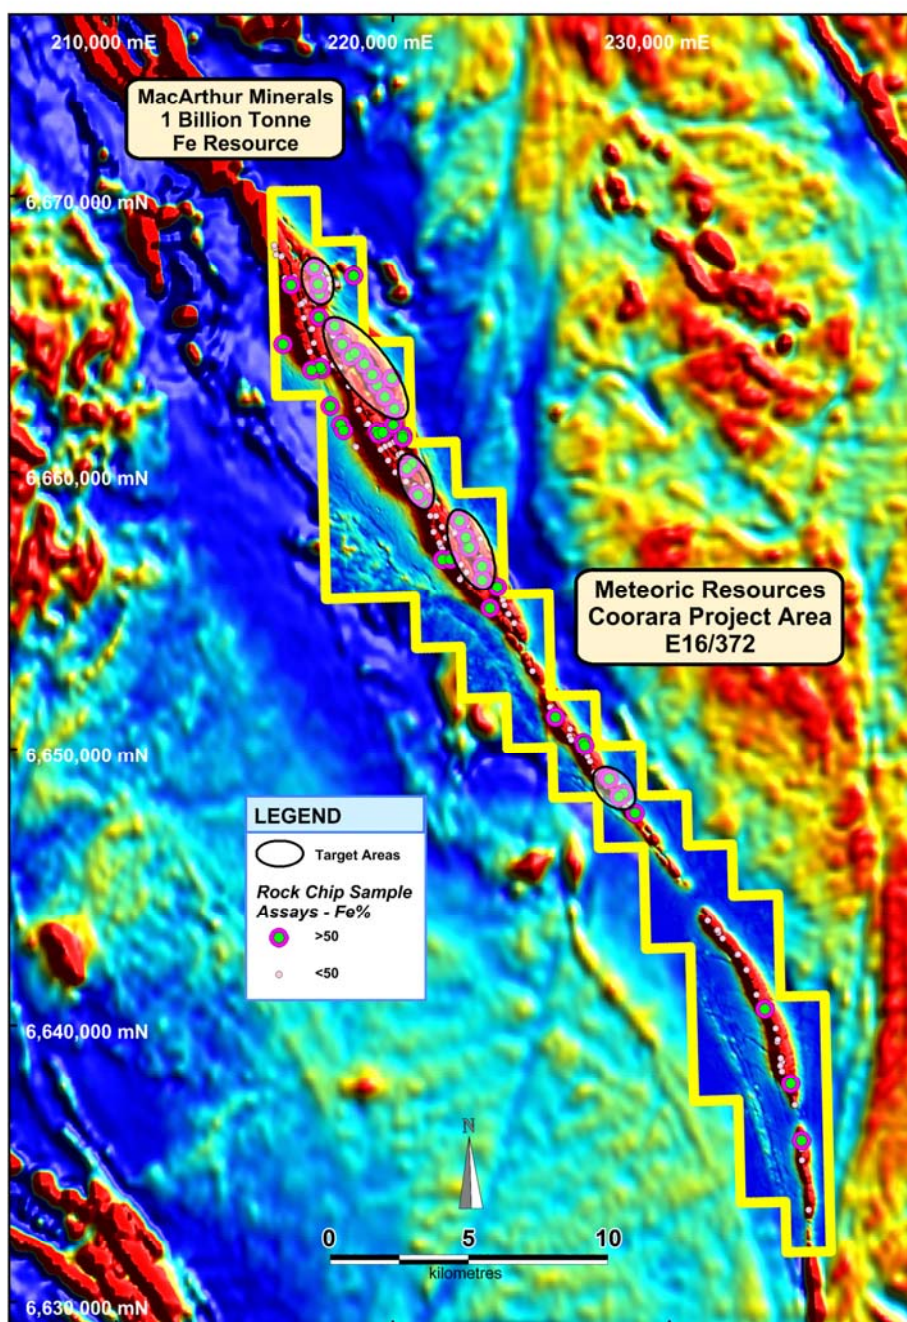 210,000 mE
220,000 mE
230,000 mE
MacArthur Minerals
1 Billion Tonne
Fe Resource
6,670,000 mN
6,660,000 mN
Meteoric Resources
Coorara Project Area
E16/372
6,650,000 mN
LEGEND
Target Areas
Rock Chip Sample
Assays - Fe%
>50
<50
6,640,000 mN
N
0
5
10
kilometres
6,630,000 mN